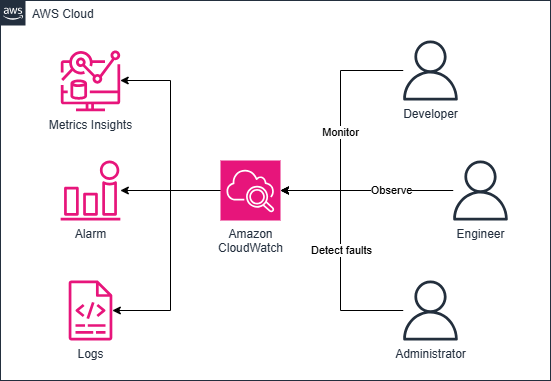 aws
AWS Cloud
Metrics Insights
Developer
Monitor
Alarm
Amazon
CloudWatch
Observe
Engineer
Detect faults
Logs
Administrator